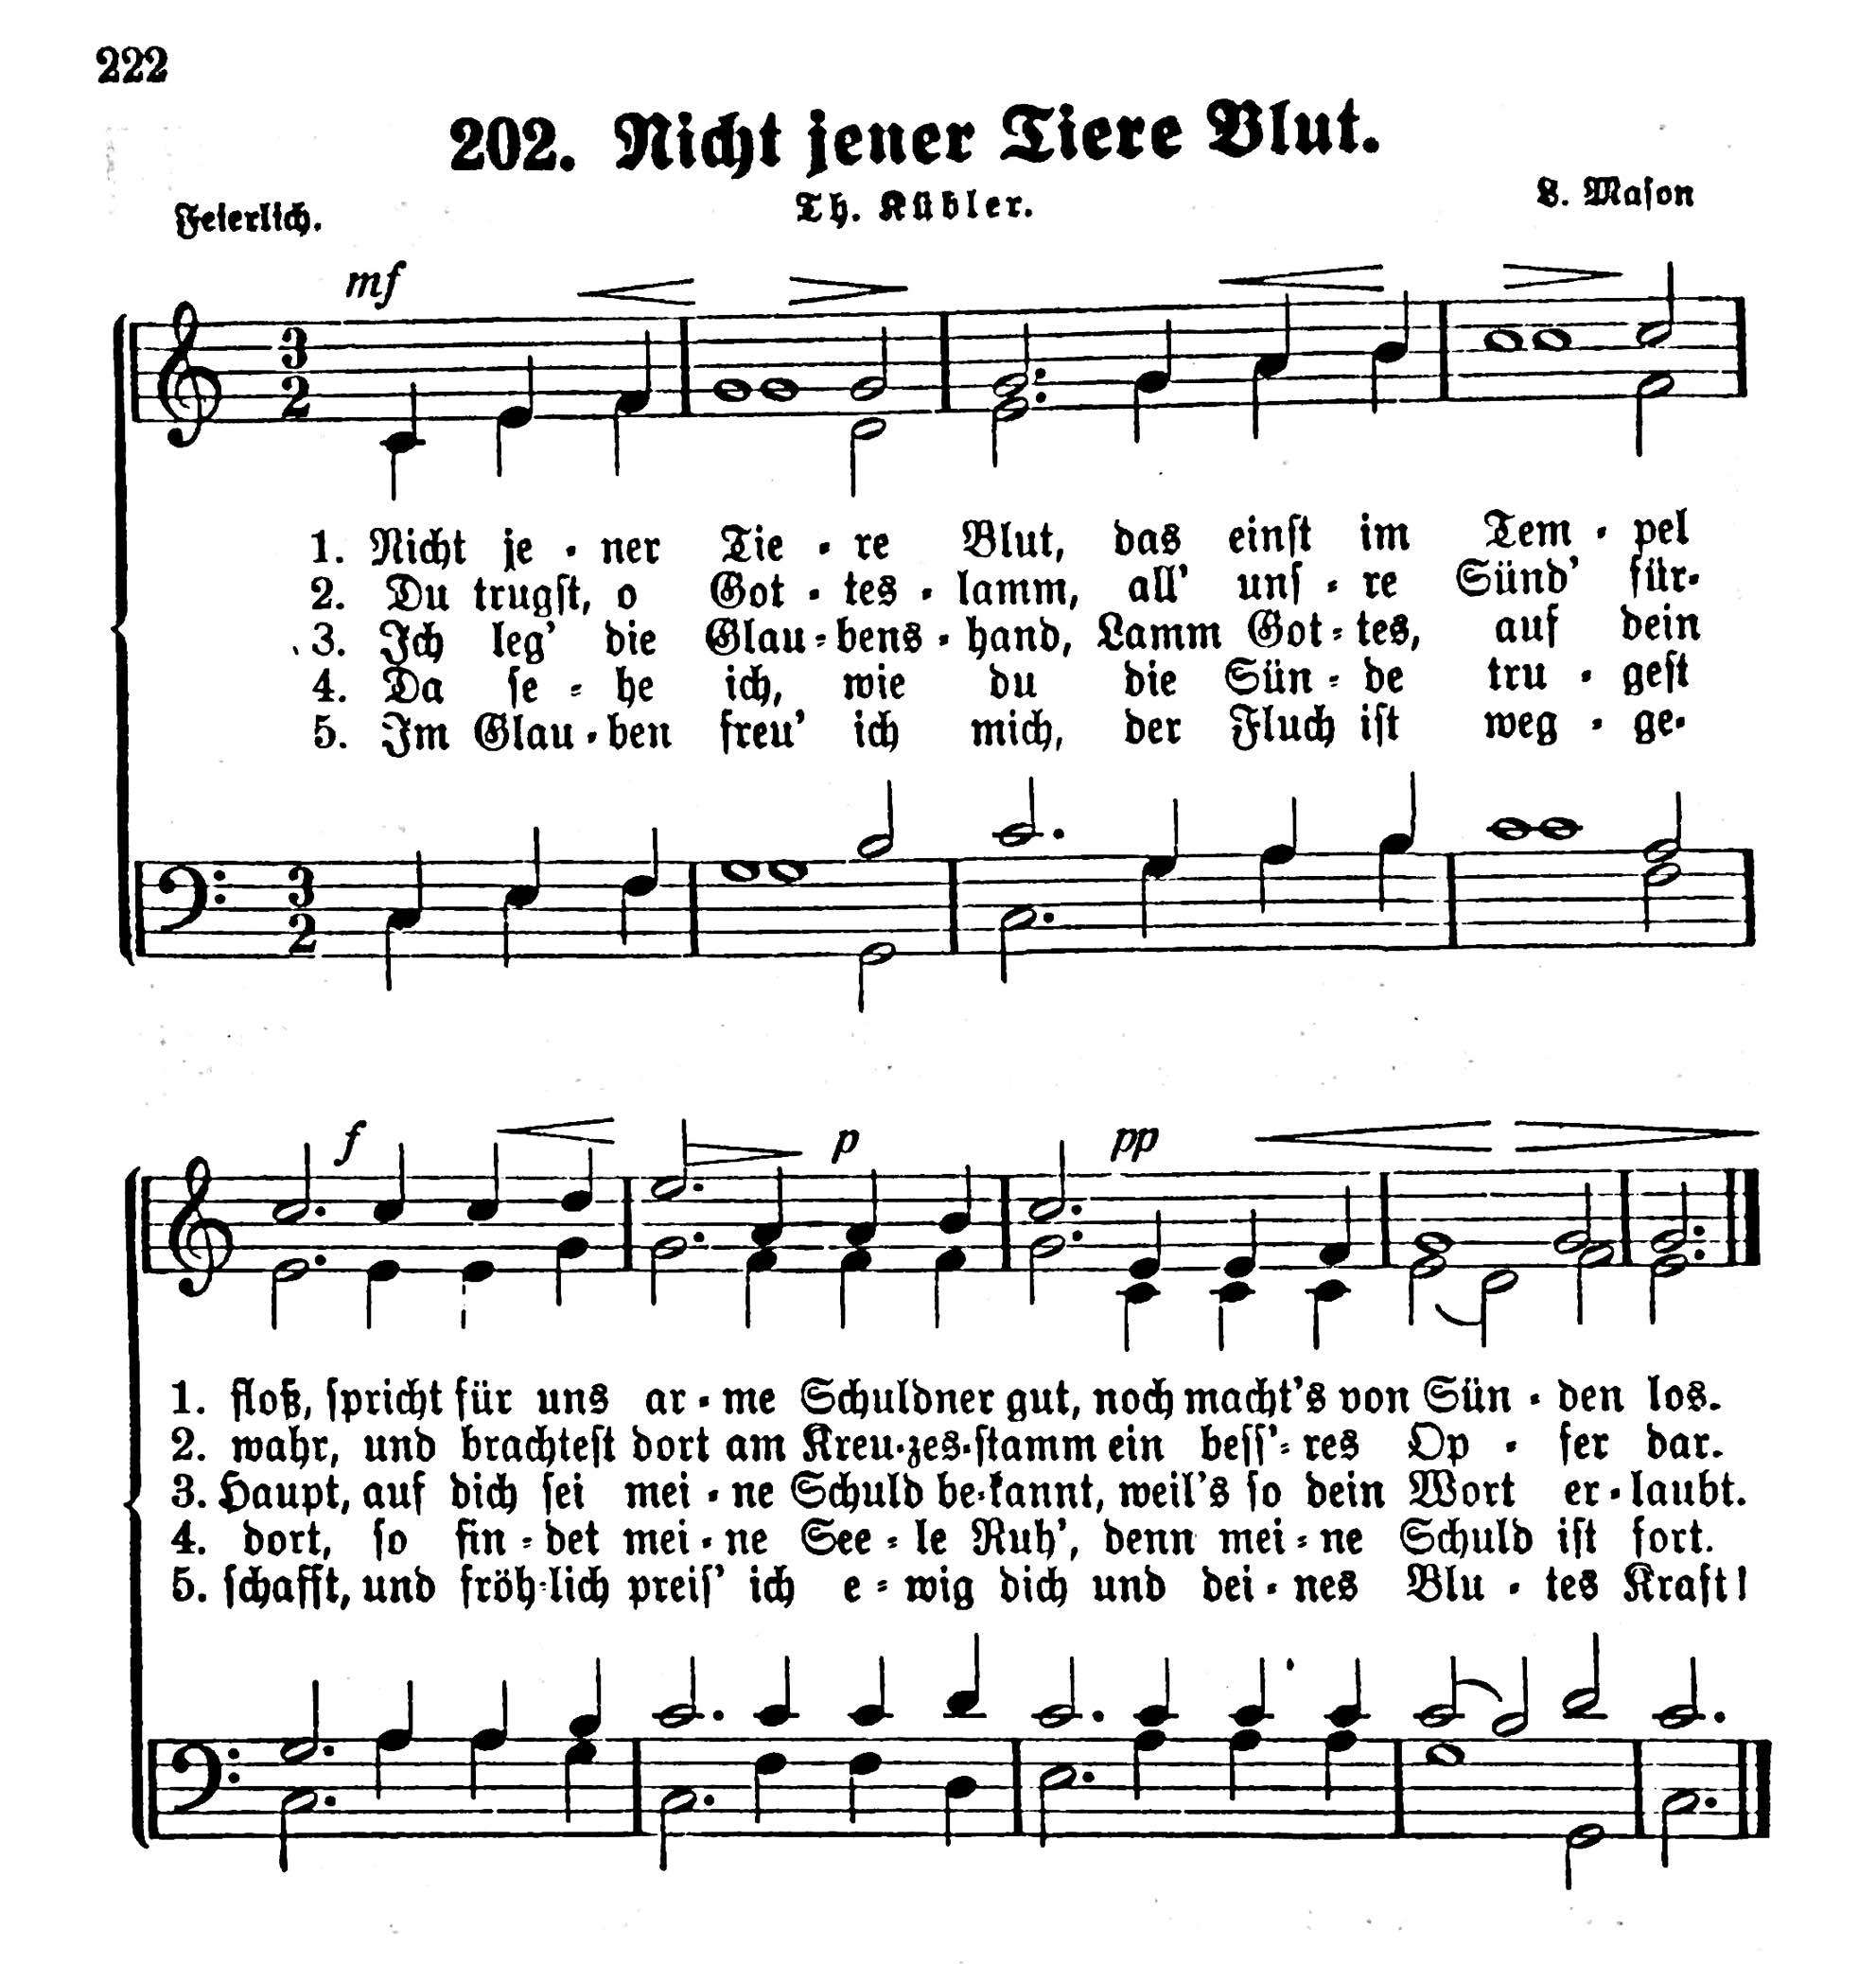 222
202. Nicht jener Tiere Blut.
Feierlich. Th. Kübler. L. Maſon
mf
3 2
1. Nicht je - ner Tie - re Blut, das einſt im Tem - pel
2. Du trugſt, o Got - tes - lamm, all' unſ - re Sünd' für-
3. Ich leg' die Glau - bens - hand, Lamm Got - tes, auf dein
4. Da ſe - he ich, wie du die Sün - de tru - geſt
5. Im Glau - ben freu' ich mich, der Fluch iſt weg - ge-
3 2
f p pp
1. floß, ſpricht für uns ar - me Schuldner gut, noch macht's von Sün - den los.
2. wahr, und brachteſt dort am Kreu-zes-ſtamm ein beſſ'- res Op - fer dar.
3. Haupt, auf dich ſei mei - ne Schuld be-kannt, weil's ſo dein Wort er - laubt.
4. dort, ſo fin - det mei - ne See - le Ruh', denn mei - ne Schuld iſt fort.
5. ſchafft, und fröh-lich preiſ' ich e - wig dich und dei - nes Blu - tes Kraft!